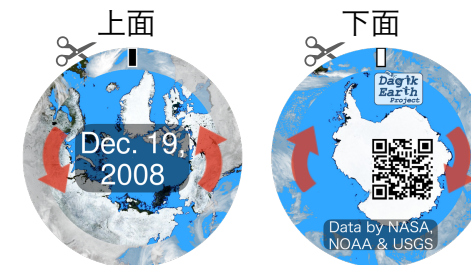 上面
下面
Dec. 19,
2008
Dagik
Earth
Project
Data by NASA,
NOAA & USGS